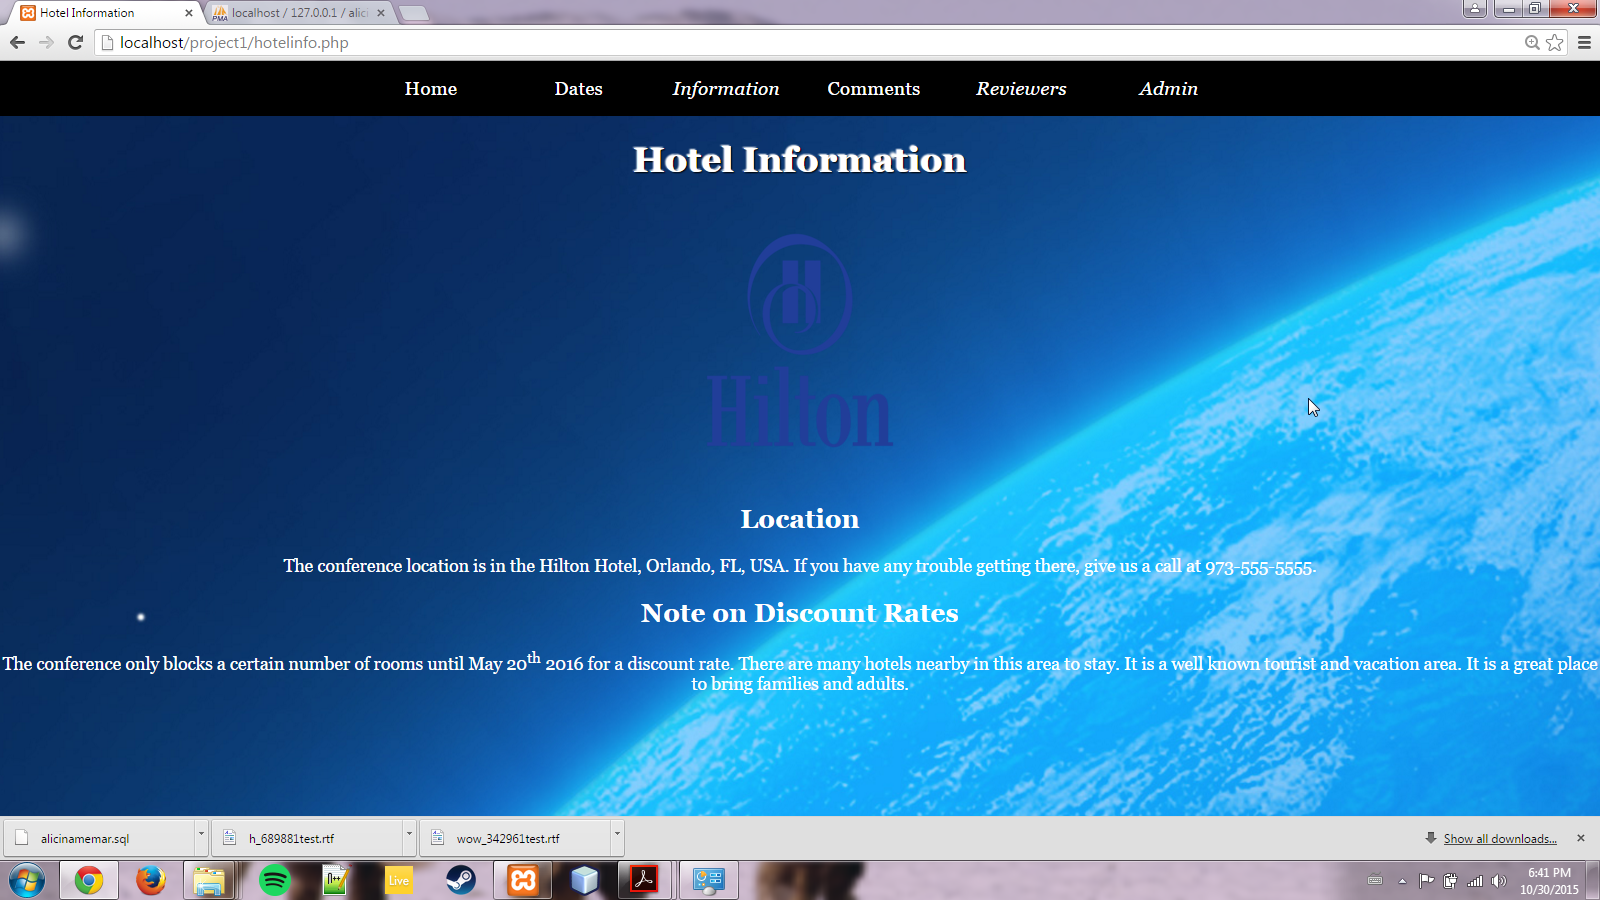 Hotel Information
localhost / 127.0.0.1 / alici
localhost/project1/hotelinfo.php
Home Dates Information Comments Reviewers Admin
Hotel Information
Hilton
Location
The conference location is in the Hilton Hotel, Orlando, FL, USA. If you have any trouble getting there, give us a call at 973-555-5555.
Note on Discount Rates
The conference only blocks a certain number of rooms until May 20th 2016 for a discount rate. There are many hotels nearby in this area to stay. It is a well known tourist and vacation area. It is a great place
to bring families and adults.
alicinamemar.sql h_689881test.rtf wow_342961test.rtf Show all downloads...
Live
6:41 PM
10/30/2015